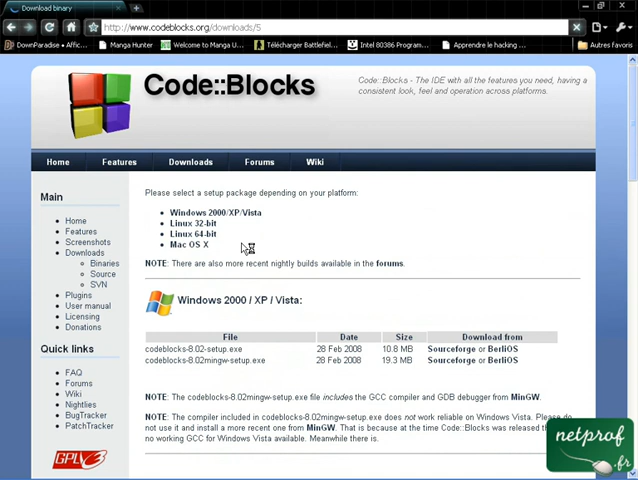 Download binary
http://www.codeblocks.org/downloads/5
DownParadise • Affic...
Manga Hunter
Welcome to Manga U...
Télécharger Battlefiel...
Intel 80386 Program...
Apprendre le hacking ...
Autres favoris
Code::Blocks
Code::Blocks - The IDE with all the features you need, having a
consistent look, feel and operation across platforms.
Home
Features
Downloads
Forums
Wiki
Main
Home
Features
Screenshots
Downloads
Binaries
Source
SVN
Plugins
User manual
Licensing
Donations
Quick links
FAQ
Forums
Wiki
Nightlies
BugTracker
PatchTracker
GPLv3
Please select a setup package depending on your platform:
Windows 2000/XP/Vista
Linux 32-bit
Linux 64-bit
Mac OS X
NOTE: There are also more recent nightly builds available in the forums.
Windows 2000 / XP / Vista:
File Date Size Download from
codeblocks-8.02-setup.exe 28 Feb 2008 10.8 MB Sourceforge or BerliOS
codeblocks-8.02mingw-setup.exe 28 Feb 2008 19.3 MB Sourceforge or BerliOS
NOTE: The codeblocks-8.02mingw-setup.exe file includes the GCC compiler and GDB debugger from MinGW.
NOTE: The compiler included in codeblocks-8.02mingw-setup.exe does not work reliable on Windows Vista. Please do
not use it and install a more recent one from MinGW. That is because at the time Code::Blocks was released th
no working GCC for Windows Vista available. Meanwhile there is.
netprof
.fr